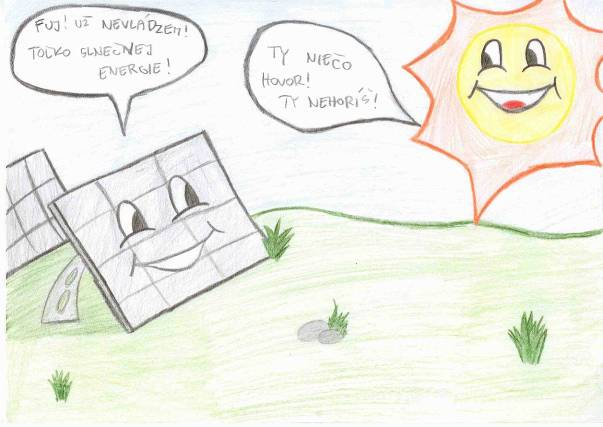 FUJ! UŽ NEVLÁDZEM!
TOĽKO SLNEČNEJ
ENERGIE!
TY NIEČO
HOVOR!
TY NEHORÍŠ!